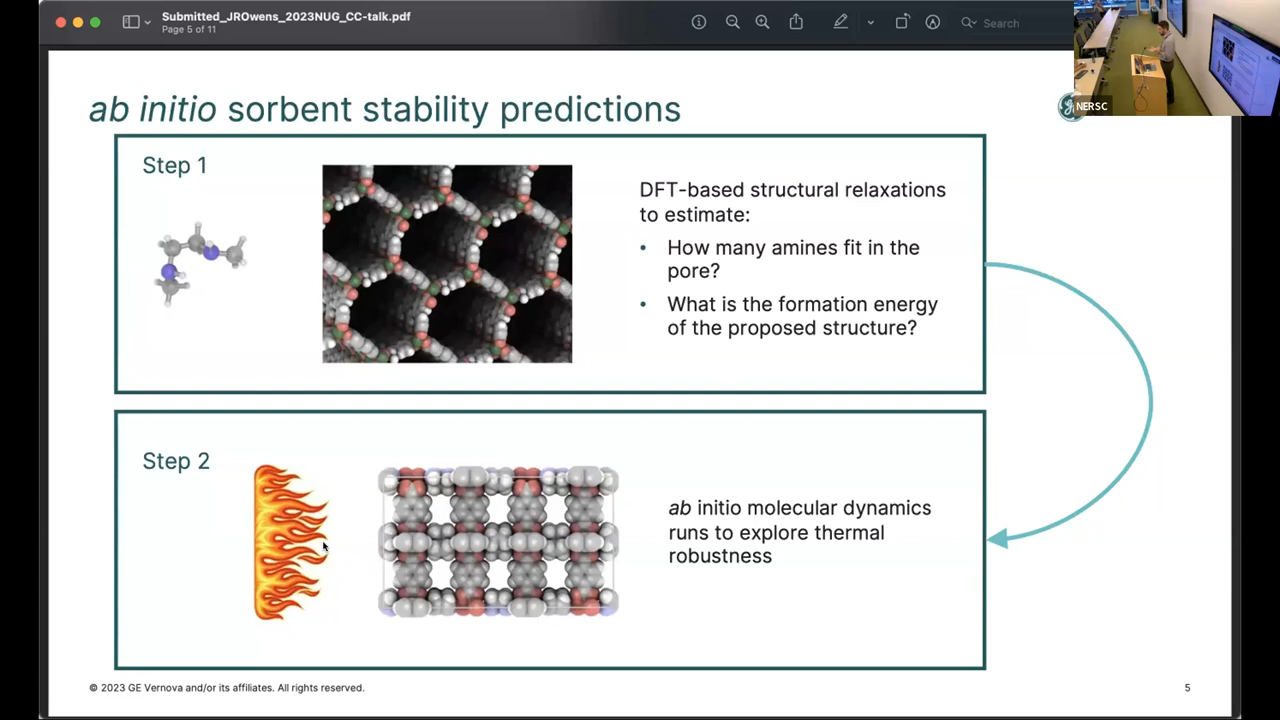 Submitted_JROwens_2023NUG_CC-talk.pdf
Page 5 of 11
Search
NERSC
ab initio sorbent stability predictions
Step 1
DFT-based structural relaxations
to estimate:
• How many amines fit in the
pore?
• What is the formation energy
of the proposed structure?
Step 2
ab initio molecular dynamics
runs to explore thermal
robustness
© 2023 GE Vernova and/or its affiliates. All rights reserved.
5